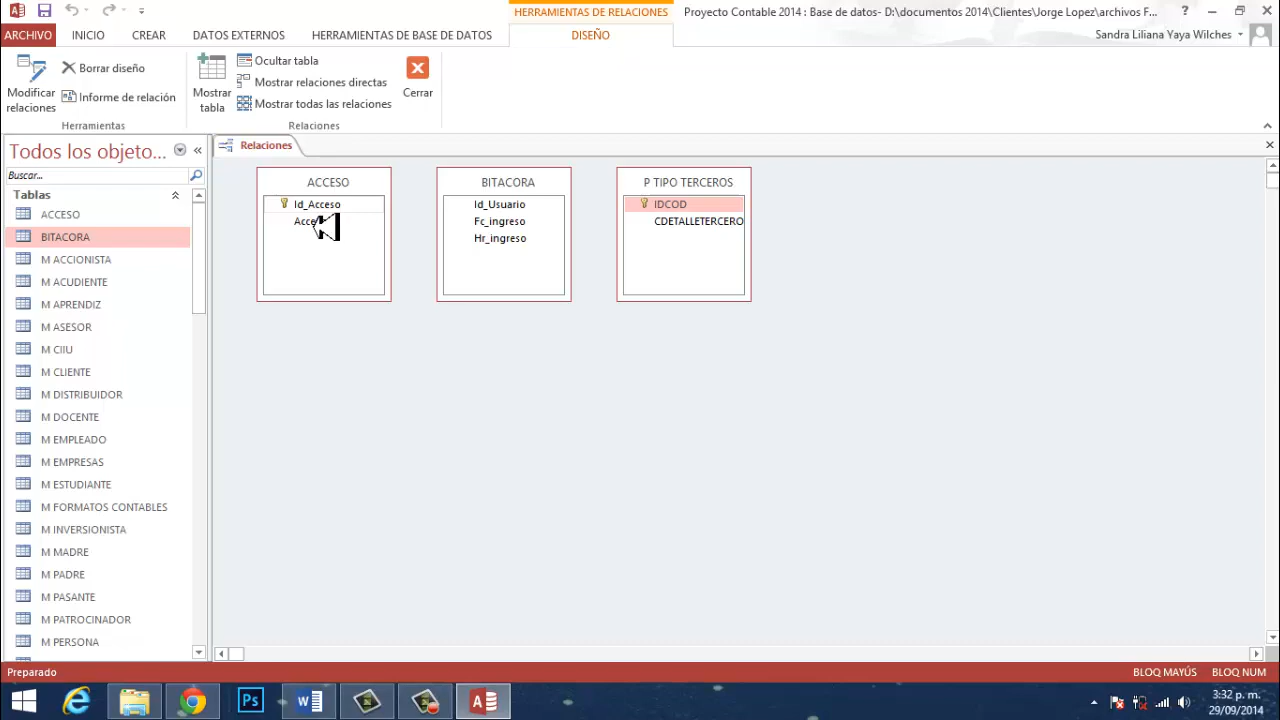 HERRAMIENTAS DE RELACIONES
Proyecto Contable 2014 : Base de datos- D:\documentos 2014\Clientes\Jorge Lopez\archivos F...
ARCHIVO INICIO CREAR DATOS EXTERNOS HERRAMIENTAS DE BASE DE DATOS DISEÑO
Sandra Liliana Yaya Wilches
Modificar relaciones
Borrar diseño
Informe de relación
Herramientas
Mostrar tabla
Ocultar tabla
Mostrar relaciones directas
Mostrar todas las relaciones
Relaciones
Cerrar
Todos los objeto...
Buscar...
Tablas
ACCESO
BITACORA
M ACCIONISTA
M ACUDIENTE
M APRENDIZ
M ASESOR
M CIIU
M CLIENTE
M DISTRIBUIDOR
M DOCENTE
M EMPLEADO
M EMPRESAS
M ESTUDIANTE
M FORMATOS CONTABLES
M INVERSIONISTA
M MADRE
M PADRE
M PASANTE
M PATROCINADOR
M PERSONA
Relaciones
ACCESO
Id_Acceso
BITACORA
Id_Usuario
Fc_ingreso
Hr_ingreso
P TIPO TERCEROS
IDCOD
CDETALLETERCERO
Preparado
BLOQ MAYÚS BLOQ NUM
Ps
3:32 p. m.
29/09/2014